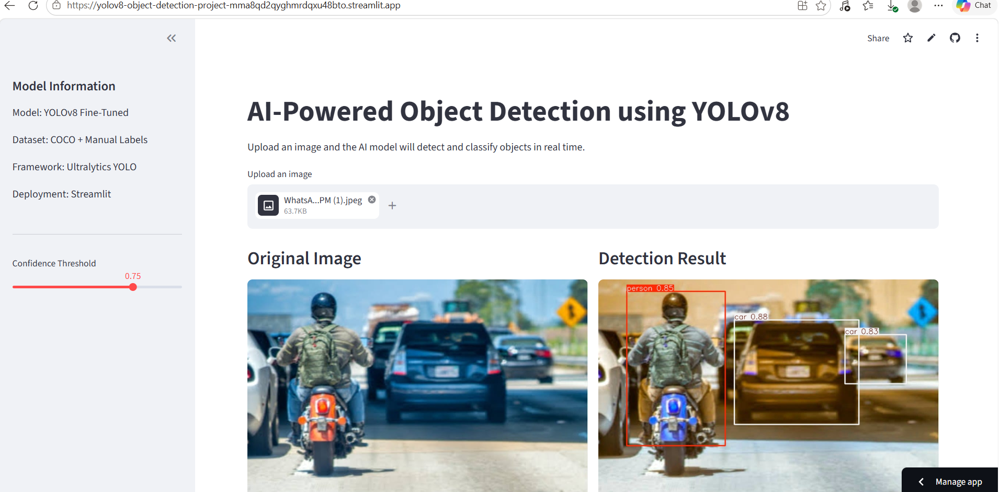 https://yolov8-object-detection-project-mma8qd2qyghmrdqxu48bto.streamlit.app
Chat
Share
Model Information
Model: YOLOv8 Fine-Tuned
Dataset: COCO + Manual Labels
Framework: Ultralytics YOLO
Deployment: Streamlit
Confidence Threshold
0.75
AI-Powered Object Detection using YOLOv8
Upload an image and the AI model will detect and classify objects in real time.
Upload an image
WhatsA...PM (1).jpeg
63.7KB
Original Image
Detection Result
person 0.85
car 0.88
car 0.83
Manage app